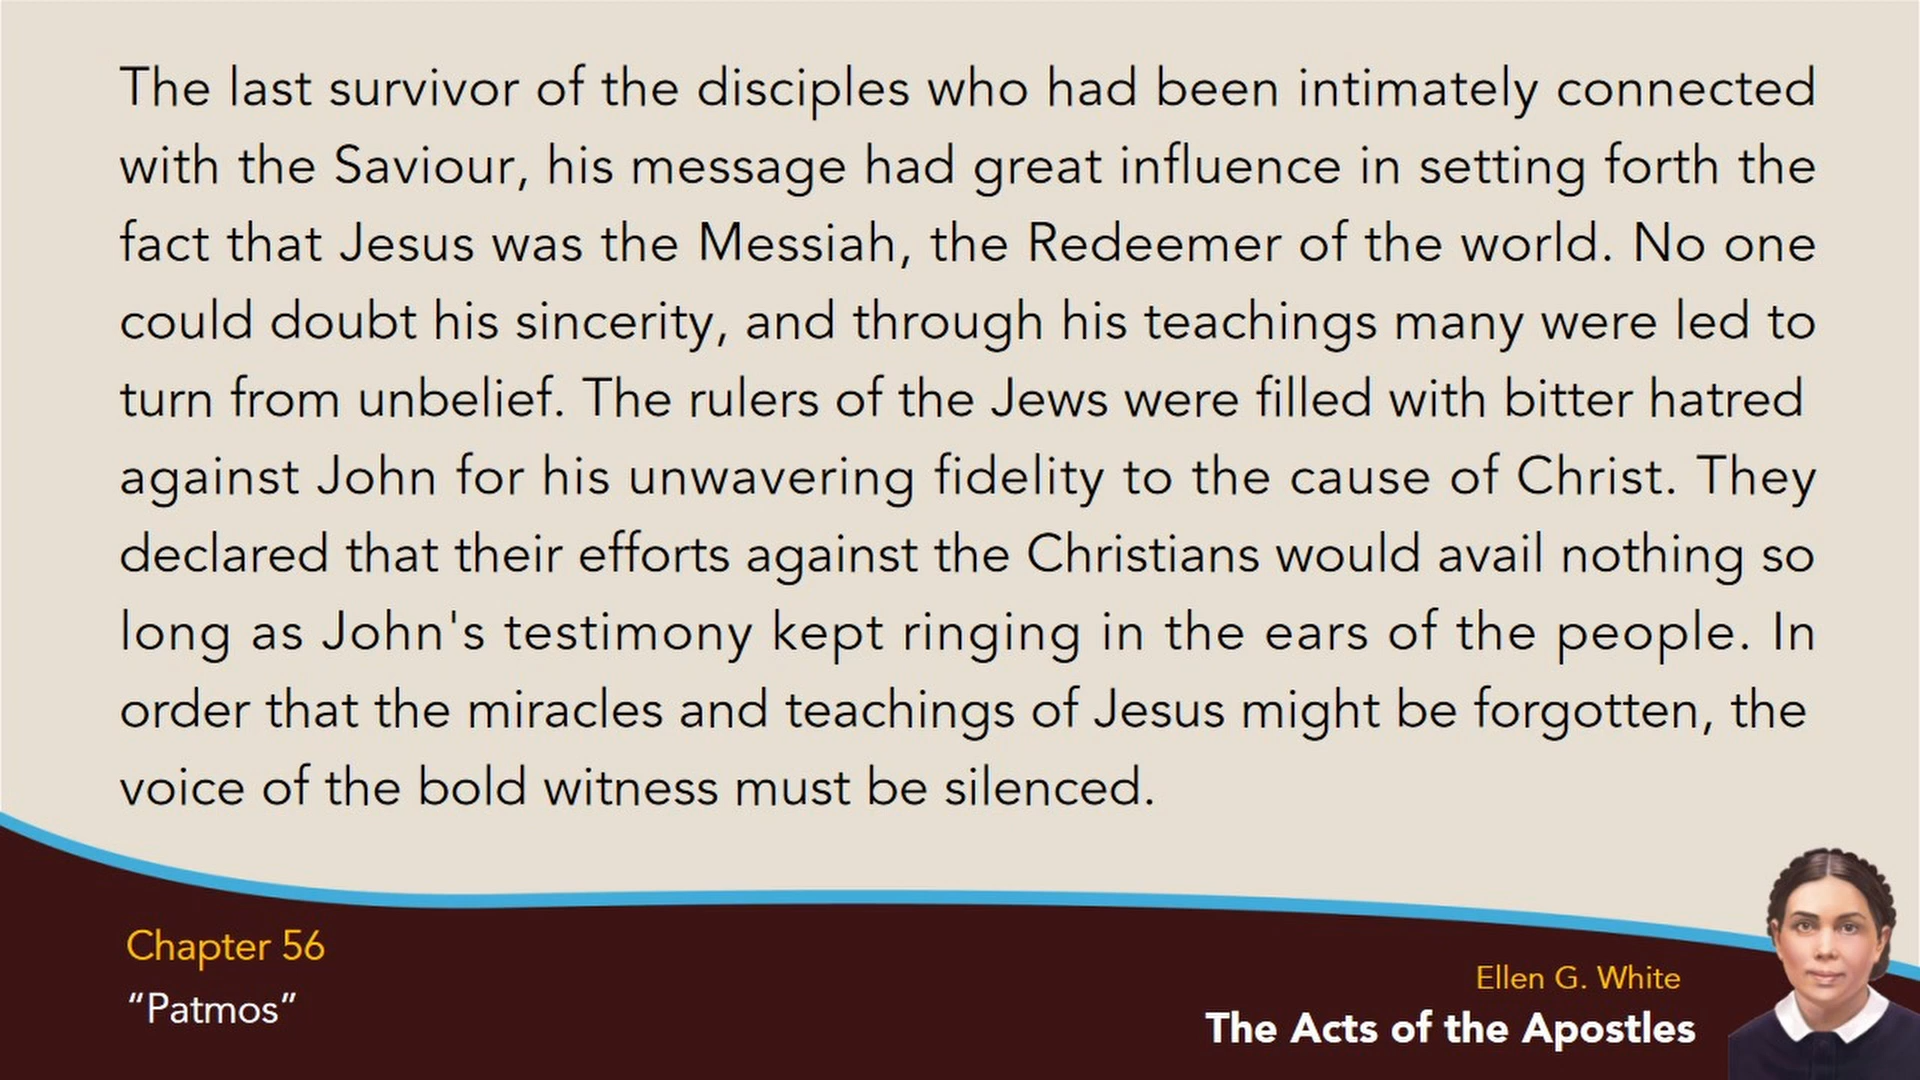 The last survivor of the disciples who had been intimately connected
with the Saviour, his message had great influence in setting forth the
fact that Jesus was the Messiah, the Redeemer of the world. No one
could doubt his sincerity, and through his teachings many were led to
turn from unbelief. The rulers of the Jews were filled with bitter hatred
against John for his unwavering fidelity to the cause of Christ. They
declared that their efforts against the Christians would avail nothing so
long as John's testimony kept ringing in the ears of the people. In
order that the miracles and teachings of Jesus might be forgotten, the
voice of the bold witness must be silenced.
Chapter 56
“Patmos”
Ellen G. White
The Acts of the Apostles